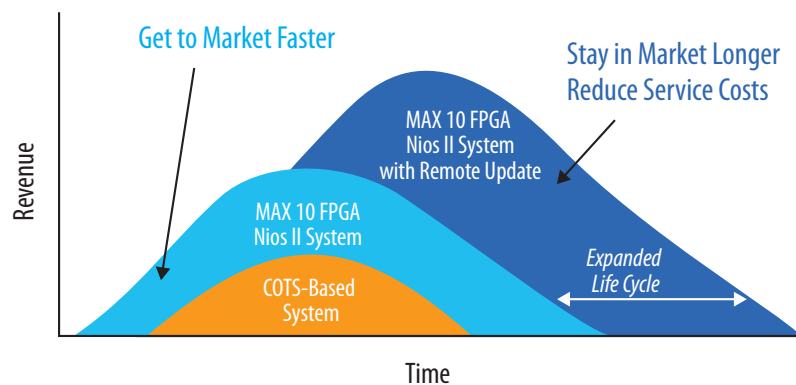 Get to Market Faster
Stay in Market Longer
Reduce Service Costs
MAX 10 FPGA
Nios II System
with Remote Update
MAX 10 FPGA
Nios II System
COTS-Based
System
Expanded
Life Cycle
Revenue
Time